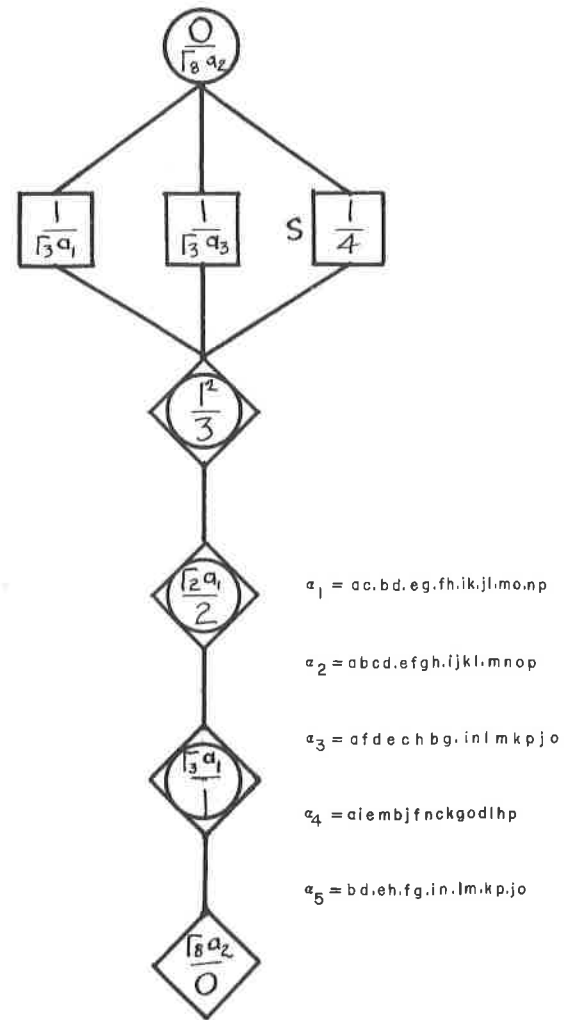 0
Γ8 a2
1
Γ3 a1
1
Γ3 a3
S
1
4
1²
3
Γ2 a1
2
α1 = ac.bd.eg.fh.ik.jl.mo.np
α2 = abcd.efgh.ijkl.mnop
Γ3 a1
1
α3 = afdechbg.inlmkpjo
α4 = aiembjfnckgodlhp
α5 = bd.eh.fg.in.lm.kp.jo
Γ8 a2
0